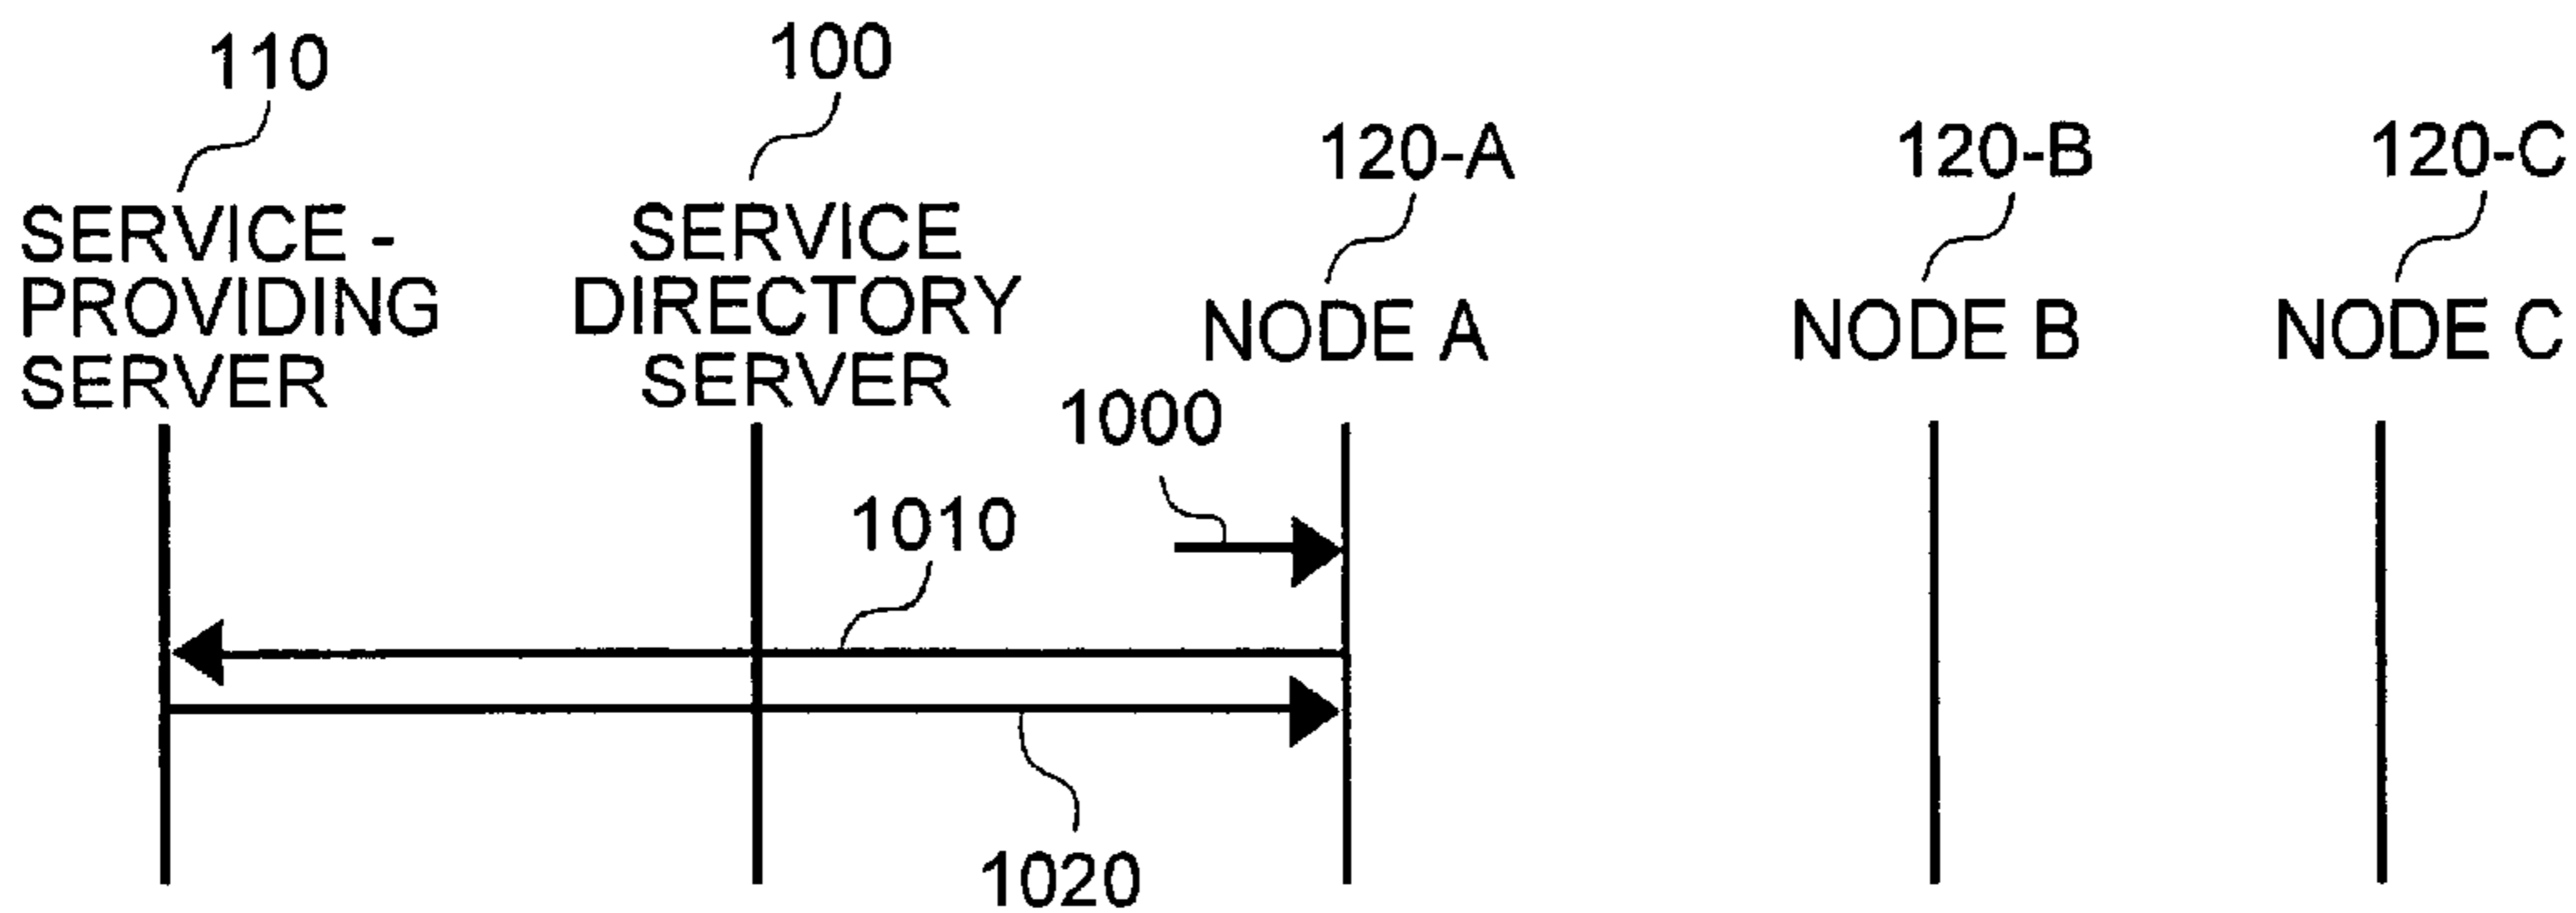 110
100
120-A
120-B
120-C
SERVICE -
PROVIDING
SERVER
SERVICE
DIRECTORY
SERVER
NODE A
NODE B
NODE C
1000
1010
1020